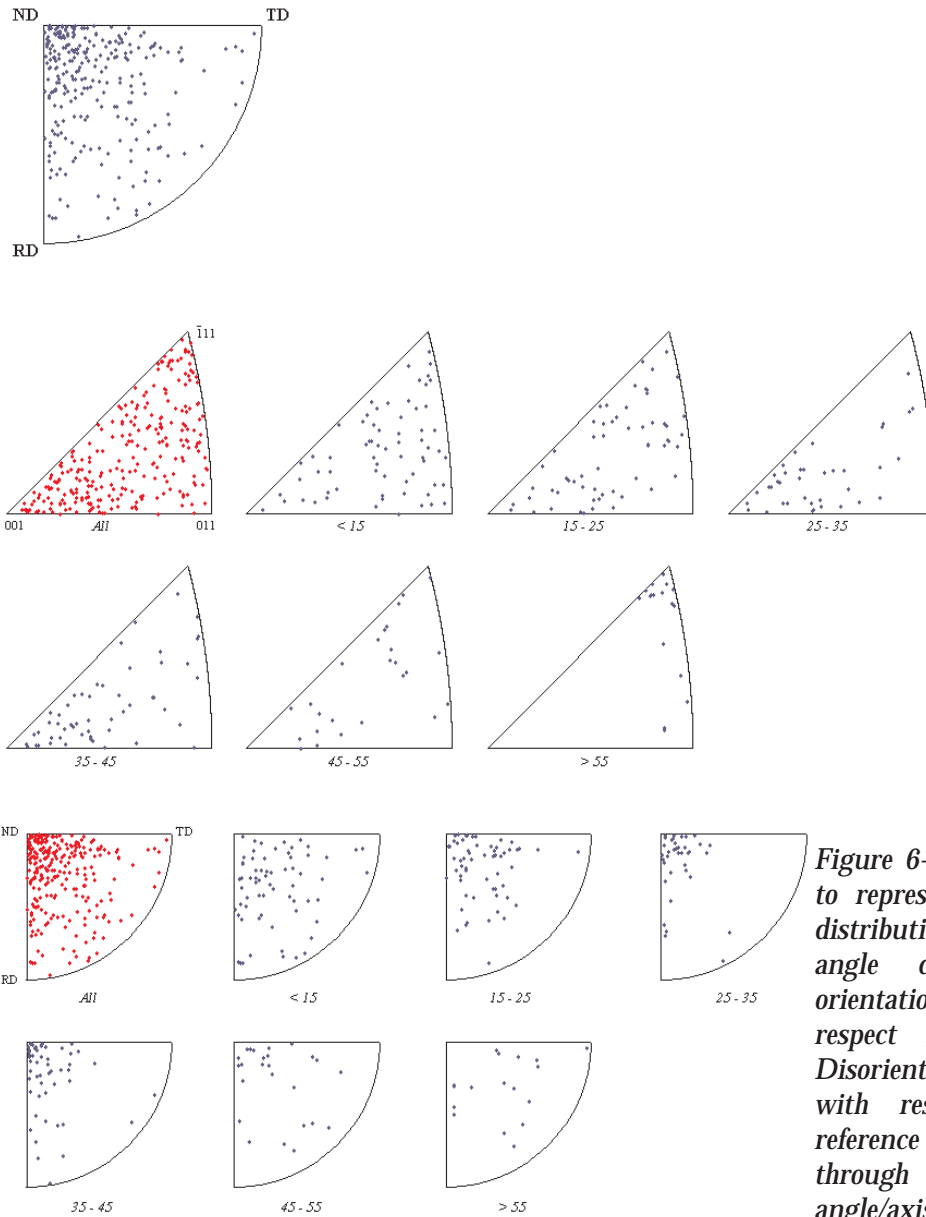 ND TD
RD
1̄11
001 All 011 < 15 15 - 25 25 - 35
35 - 45 45 - 55 > 55
ND TD
RD
All < 15 15 - 25 25 - 35
35 - 45 45 - 55 > 55
Figure 6-
to repres
distributi
angle o
orientatio
respect
Disorient
with res
reference
through
angle/axis